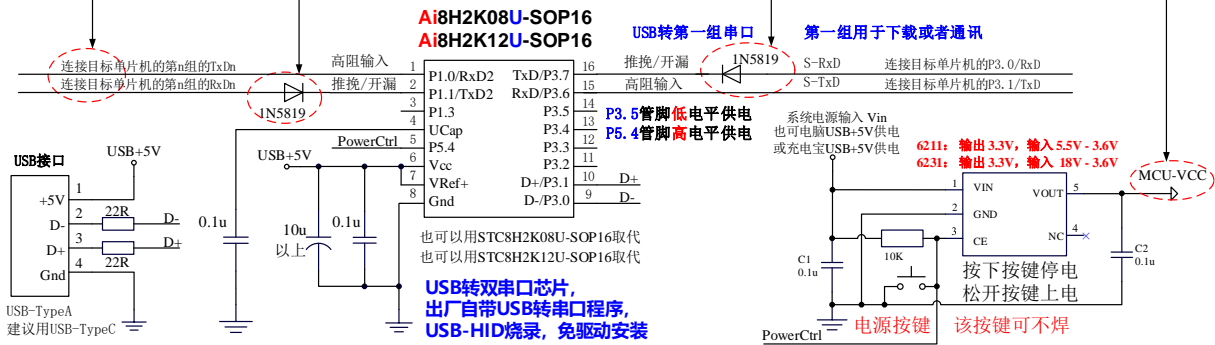 Ai8H2K08U-SOP16
Ai8H2K12U-SOP16
USB转第一组串口
第一组用于下载或者通讯
连接目标单片机的第n组的TxDn
高阻输入
1
P1.0/RxD2
TxD/P3.7
16
推挽/开漏
1N5819
S-RxD
连接目标单片机的P3.0/RxD
连接目标单片机的第n组的RxDn
1N5819
推挽/开漏
2
P1.1/TxD2
RxD/P3.6
15
高阻输入
S-TxD
连接目标单片机的P3.1/TxD
3
P1.3
P3.5
14
P3.5管脚低电平供电
4
UCap
P3.4
13
P5.4管脚高电平供电
PowerCtrl
5
P5.4
P3.3
12
USB+5V
6
Vcc
P3.2
11
7
VRef+
D+/P3.1
10
D+
8
Gnd
D-/P3.0
9
D-
USB接口
USB+5V
+5V
1
D-
2
22R
D-
D+
3
22R
D+
Gnd
4
USB-TypeA
建议用USB-TypeC
0.1u
10u
以上
0.1u
也可以用STC8H2K08U-SOP16取代
也可以用STC8H2K12U-SOP16取代
USB转双串口芯片,
出厂自带USB转串口程序,
USB-HID烧录，免驱动安装
系统电源输入 Vin
也可电脑USB+5V供电
或充电宝USB+5V供电
6211：输出 3.3V，输入 5.5V - 3.6V
6231：输出 3.3V，输入 18V - 3.6V
MCU-VCC
1
VIN
VOUT
5
2
GND
3
CE
NC
4
10K
C1
0.1u
C2
0.1u
按下按键停电
松开按键上电
电源按键
该按键可不焊
PowerCtrl